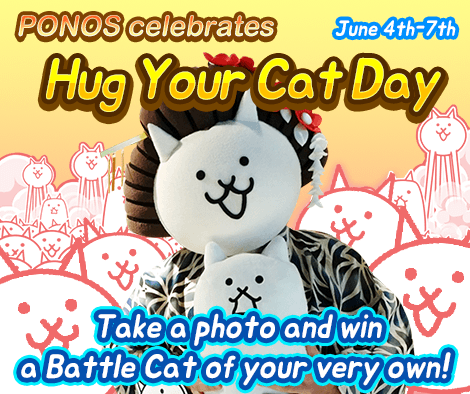 PONOS celebrates
June 4th-7th
Hug Your Cat Day
Take a photo and win
a Battle Cat of your very own!